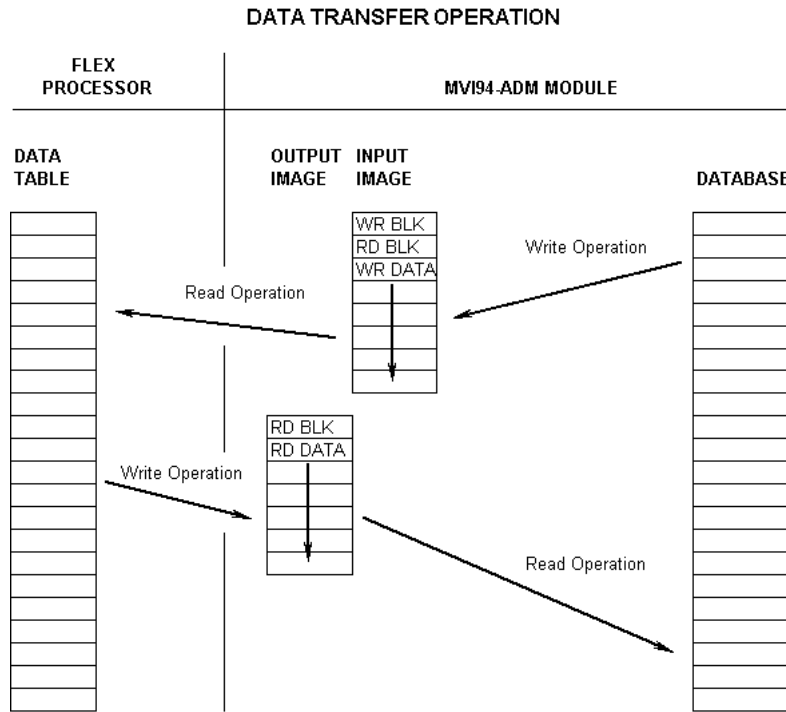 DATA TRANSFER OPERATION
FLEX
PROCESSOR
MVI94-ADM MODULE
DATA
TABLE
OUTPUT
IMAGE
INPUT
IMAGE
DATABASE
WR BLK
RD BLK
WR DATA
Write Operation
Read Operation
RD BLK
RD DATA
Write Operation
Read Operation